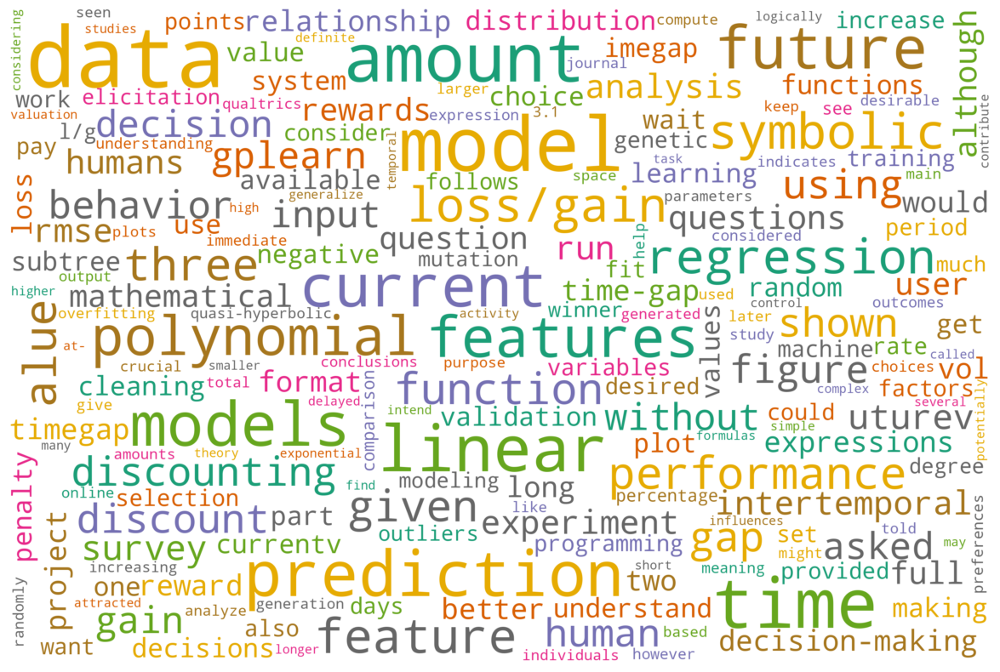 considering
seen
studies
data
points
value
relationship
definite
distribution
compute
logically
increase
although
amount
journal
imegap
future
system
larger
choice
analysis
functions
work
elicitation
qualtrics
rewards
expression
3.1
wait
keep
see
desirable
contribute
valuation
l/g
decision
consider
temporal
model
genetic
symbolic
pay
understanding
humans
gplearn
available
generalize
follows
space
task
learning
indicates
training
main
loss
behavior
high
input
loss/gain
parameters
using
would
rmse
plots
use
immediate
question
questions
considered
period
subtree
output
three
negative
mutation
run
fit
help
regression
much
higher
mathematical
current
time-gap
used
random
control
user
outcomes
value
overfitting
quasi-hyperbolic
activity
winner
generated
values
later
study
shown
get
at-
polynomial
features
machine
rate
called
crucial
smaller
conclusions
purpose
variables
figure
choices
vol
cleaning
total
format
delayed
comparison
function
desired
complex
factors
several
potentially
give
timegap
many
models
intend
validation
without
could
simple
uturev
amounts
theory
exponential
linear
plot
formulas
expressions
penalty
discounting
find
modeling
performance
degree
online
selection
long
percentage
intertemporal
preferences
project
discount
part
given
like
experiment
influences
survey
currentv
outliers
programming
gap
set
might
asked
told
may
randomly
increasing
one
reward
prediction
short
two
meaning
provided
full
attracted
generation
days
better
understand
time
making
gain
analyze
also
feature
human
based
decision-making
want
decisions
longer
individuals
however